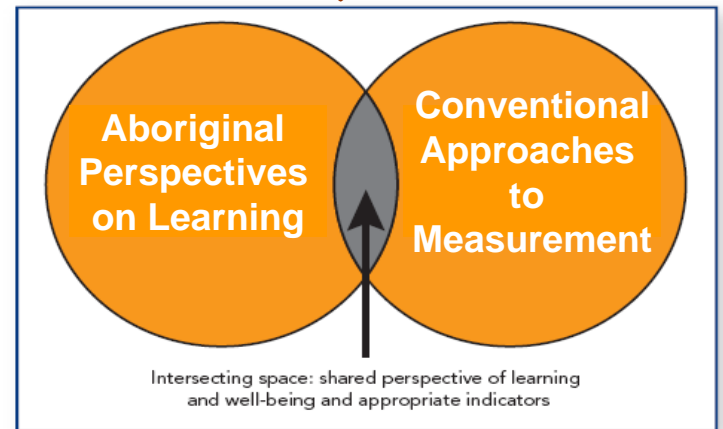 Aboriginal
Perspectives
on Learning
Conventional
Approaches
to
Measurement
Intersecting space: shared perspective of learning
and well-being and appropriate indicators